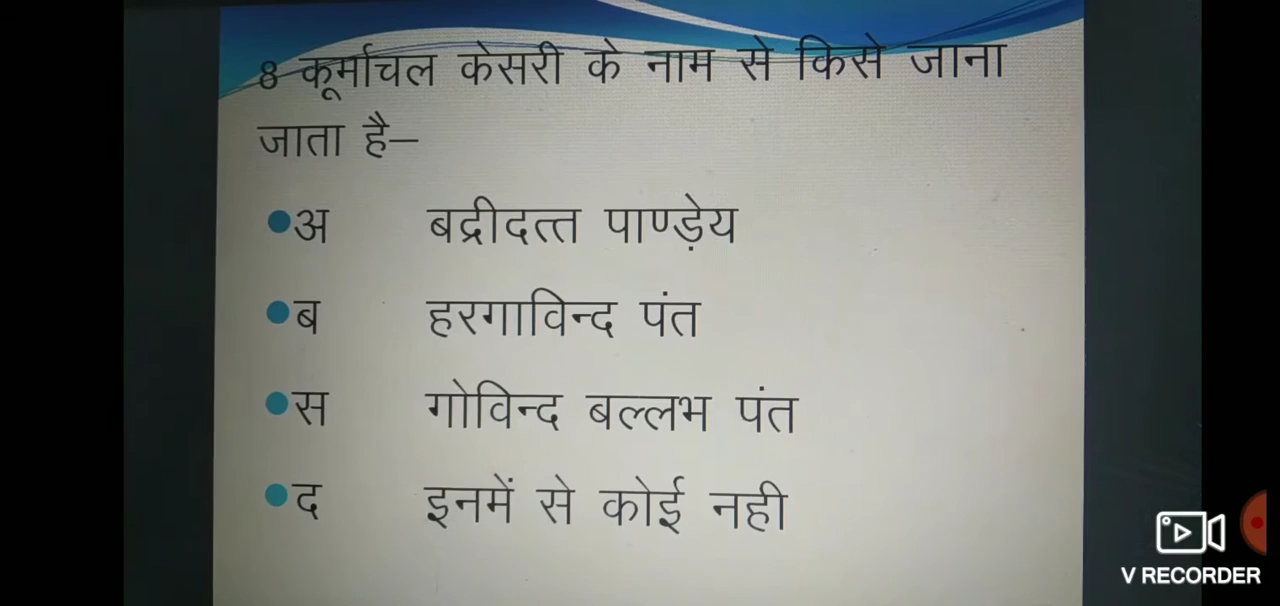 8 कूर्माचल केसरी के नाम से किसे जाना
जाता है–
●अ बद्रीदत्त पाण्ड़ेय
●ब हरगाविन्द पंत
●स गोविन्द बल्लभ पंत
●द इनमें से कोई नही
V RECORDER